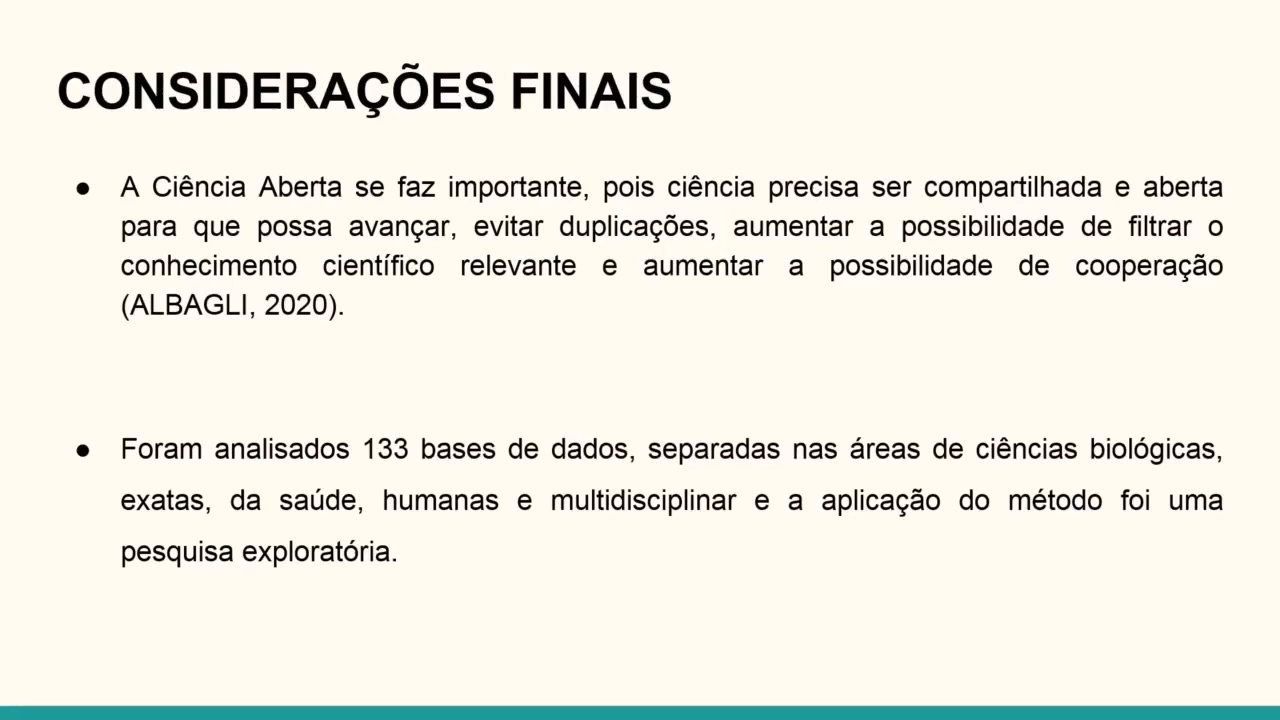 CONSIDERAÇÕES FINAIS
● A Ciência Aberta se faz importante, pois ciência precisa ser compartilhada e aberta
para que possa avançar, evitar duplicações, aumentar a possibilidade de filtrar o
conhecimento científico relevante e aumentar a possibilidade de cooperação
(ALBAGLI, 2020).
● Foram analisados 133 bases de dados, separadas nas áreas de ciências biológicas,
exatas, da saúde, humanas e multidisciplinar e a aplicação do método foi uma
pesquisa exploratória.